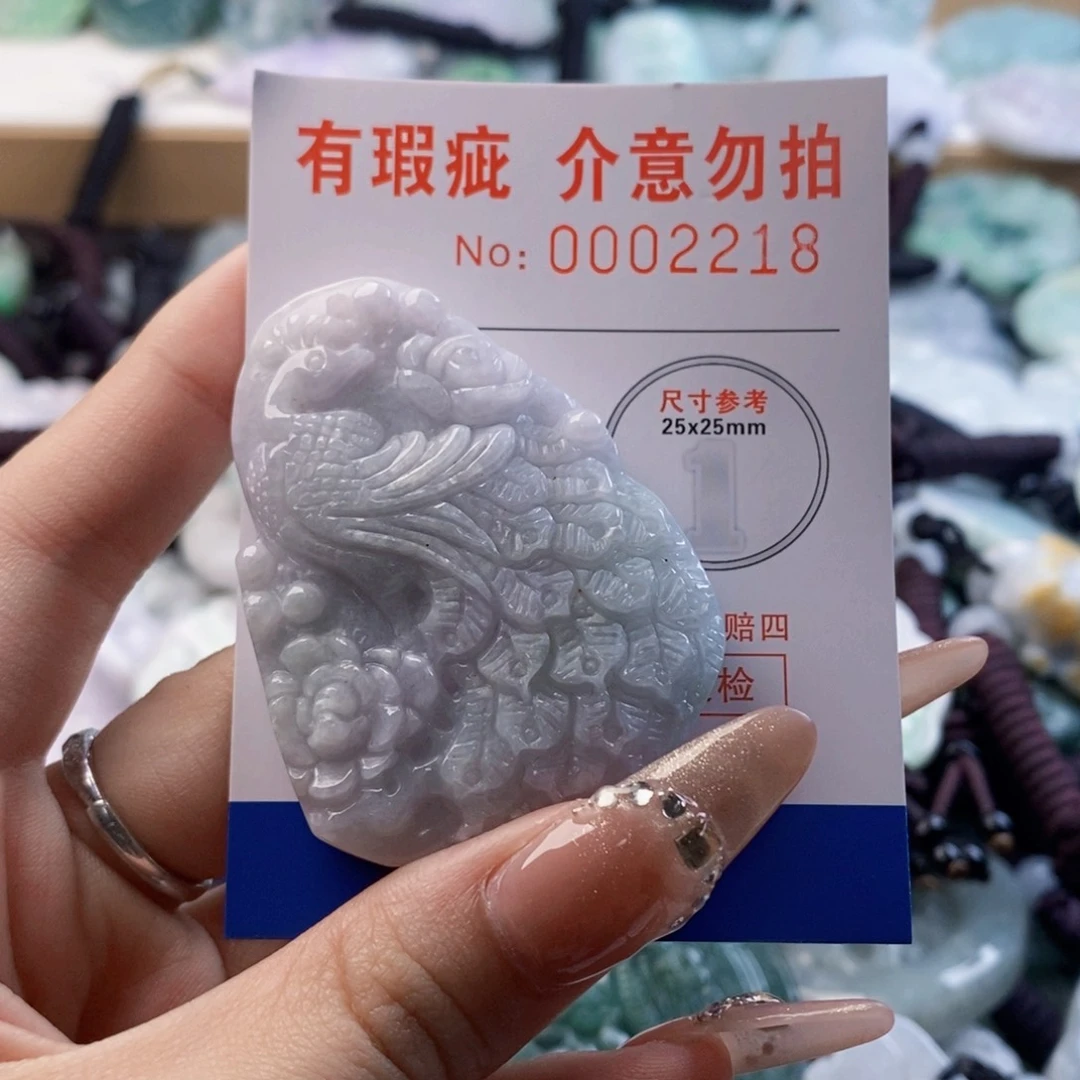 有瑕疵 介意勿拍
No: 0002218
尺寸参考
25x25mm
1
赔四
检